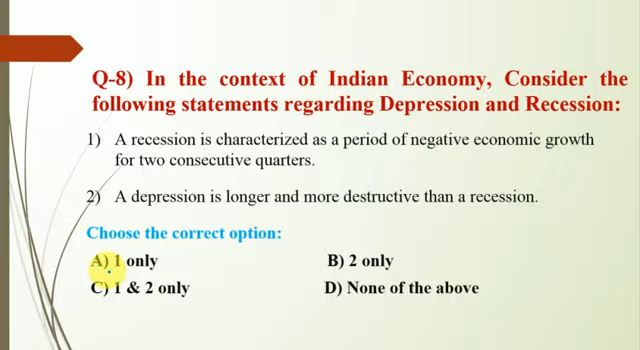 Q-8) In the context of Indian Economy, Consider the
following statements regarding Depression and Recession:
1) A recession is characterized as a period of negative economic growth
for two consecutive quarters.
2) A depression is longer and more destructive than a recession.
Choose the correct option:
A) 1 only B) 2 only
C) 1 & 2 only D) None of the above